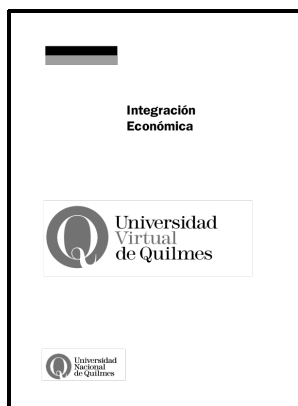 Integración
Económica
Universidad
Virtual
de Quilmes
Universidad
Nacional
de Quilmes